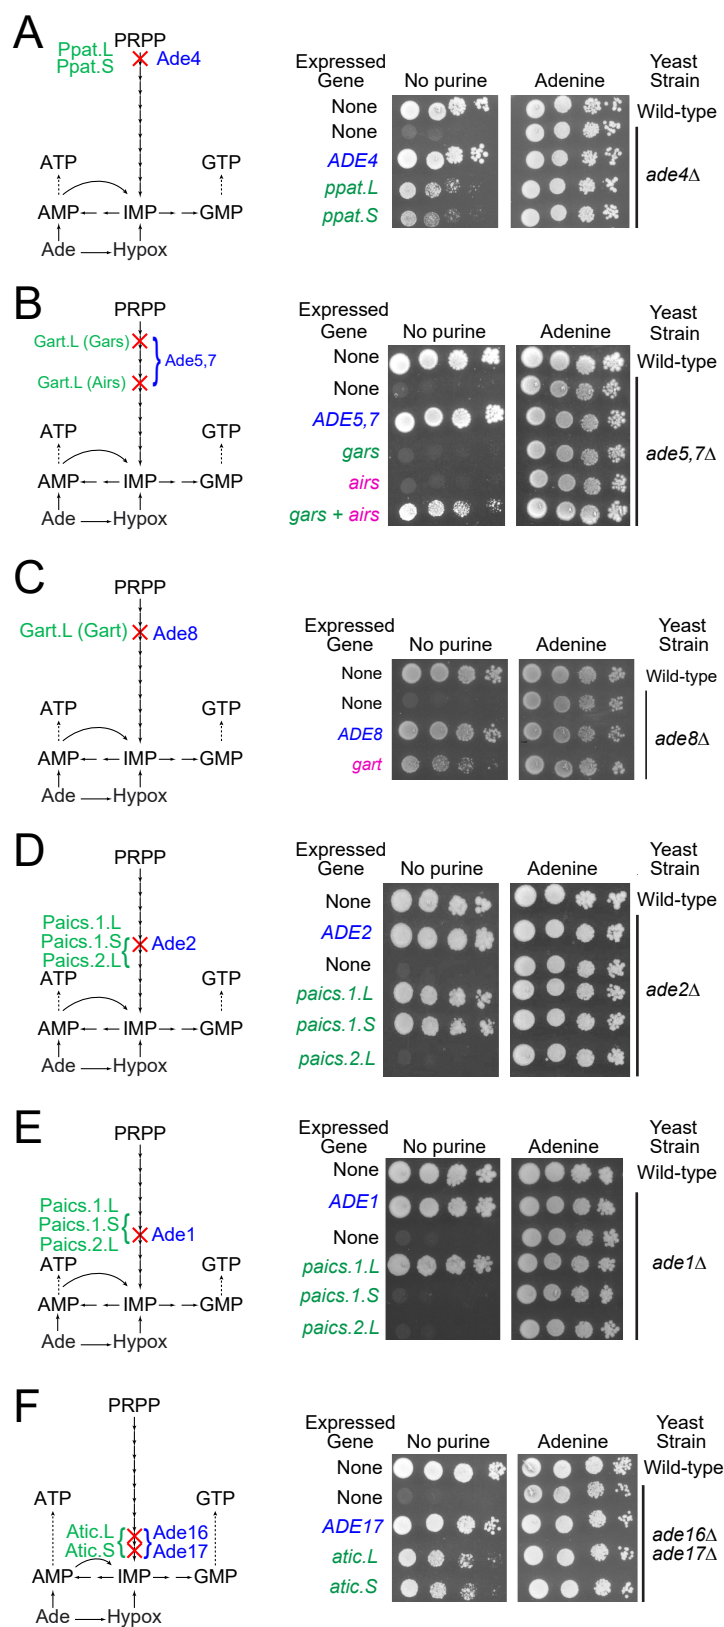 A
PRPP
Ppat.L
Ppat.S
Ade4
ATP
GTP
AMP
IMP
GMP
Ade
Hypox
Expressed
Gene
No purine
Adenine
Yeast
Strain
None
Wild-type
None
ADE4
ppat.L
ppat.S
ade4Δ
B
PRPP
Gart.L (Gars)
Ade5,7
Gart.L (Airs)
ATP
GTP
AMP
IMP
GMP
Ade
Hypox
Expressed
Gene
No purine
Adenine
Yeast
Strain
None
Wild-type
None
ADE5,7
gars
airs
gars + airs
ade5,7Δ
C
PRPP
Gart.L (Gart)
Ade8
ATP
GTP
AMP
IMP
GMP
Ade
Hypox
Expressed
Gene
No purine
Adenine
Yeast
Strain
None
Wild-type
None
ADE8
gart
ade8Δ
D
PRPP
Paics.1.L
Paics.1.S
Paics.2.L
Ade2
ATP
GTP
AMP
IMP
GMP
Ade
Hypox
Expressed
Gene
No purine
Adenine
Yeast
Strain
None
Wild-type
ADE2
None
paics.1.L
paics.1.S
paics.2.L
ade2Δ
E
PRPP
Paics.1.L
Paics.1.S
Paics.2.L
Ade1
ATP
GTP
AMP
IMP
GMP
Ade
Hypox
Expressed
Gene
No purine
Adenine
Yeast
Strain
None
Wild-type
ADE1
None
paics.1.L
paics.1.S
paics.2.L
ade1Δ
F
PRPP
ATP
GTP
Atic.L
Atic.S
Ade16
Ade17
AMP
IMP
GMP
Ade
Hypox
Expressed
Gene
No purine
Adenine
Yeast
Strain
None
Wild-type
None
ADE17
atic.L
atic.S
ade16Δ
ade17Δ